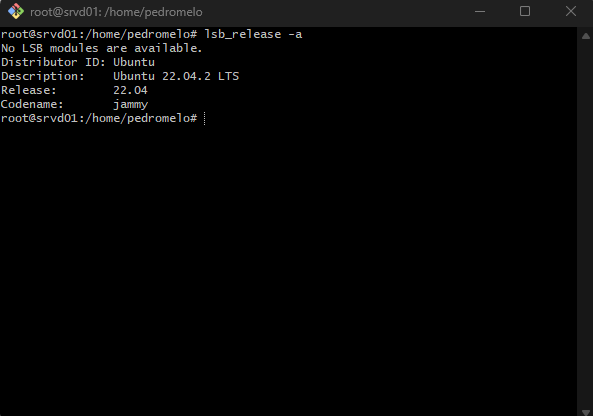 root@srvd01: /home/pedromelo
root@srvd01:/home/pedromelo# lsb_release -a
No LSB modules are available.
Distributor ID: Ubuntu
Description:    Ubuntu 22.04.2 LTS
Release:        22.04
Codename:       jammy
root@srvd01:/home/pedromelo#